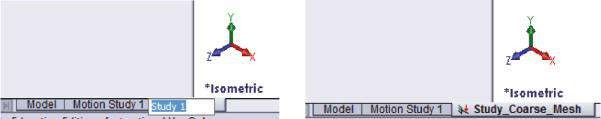 Y
Z
X
*Isometric
Model
Motion Study 1
Study 1
Y
Z
X
*Isometric
Model
Motion Study 1
Study_Coarse_Mesh